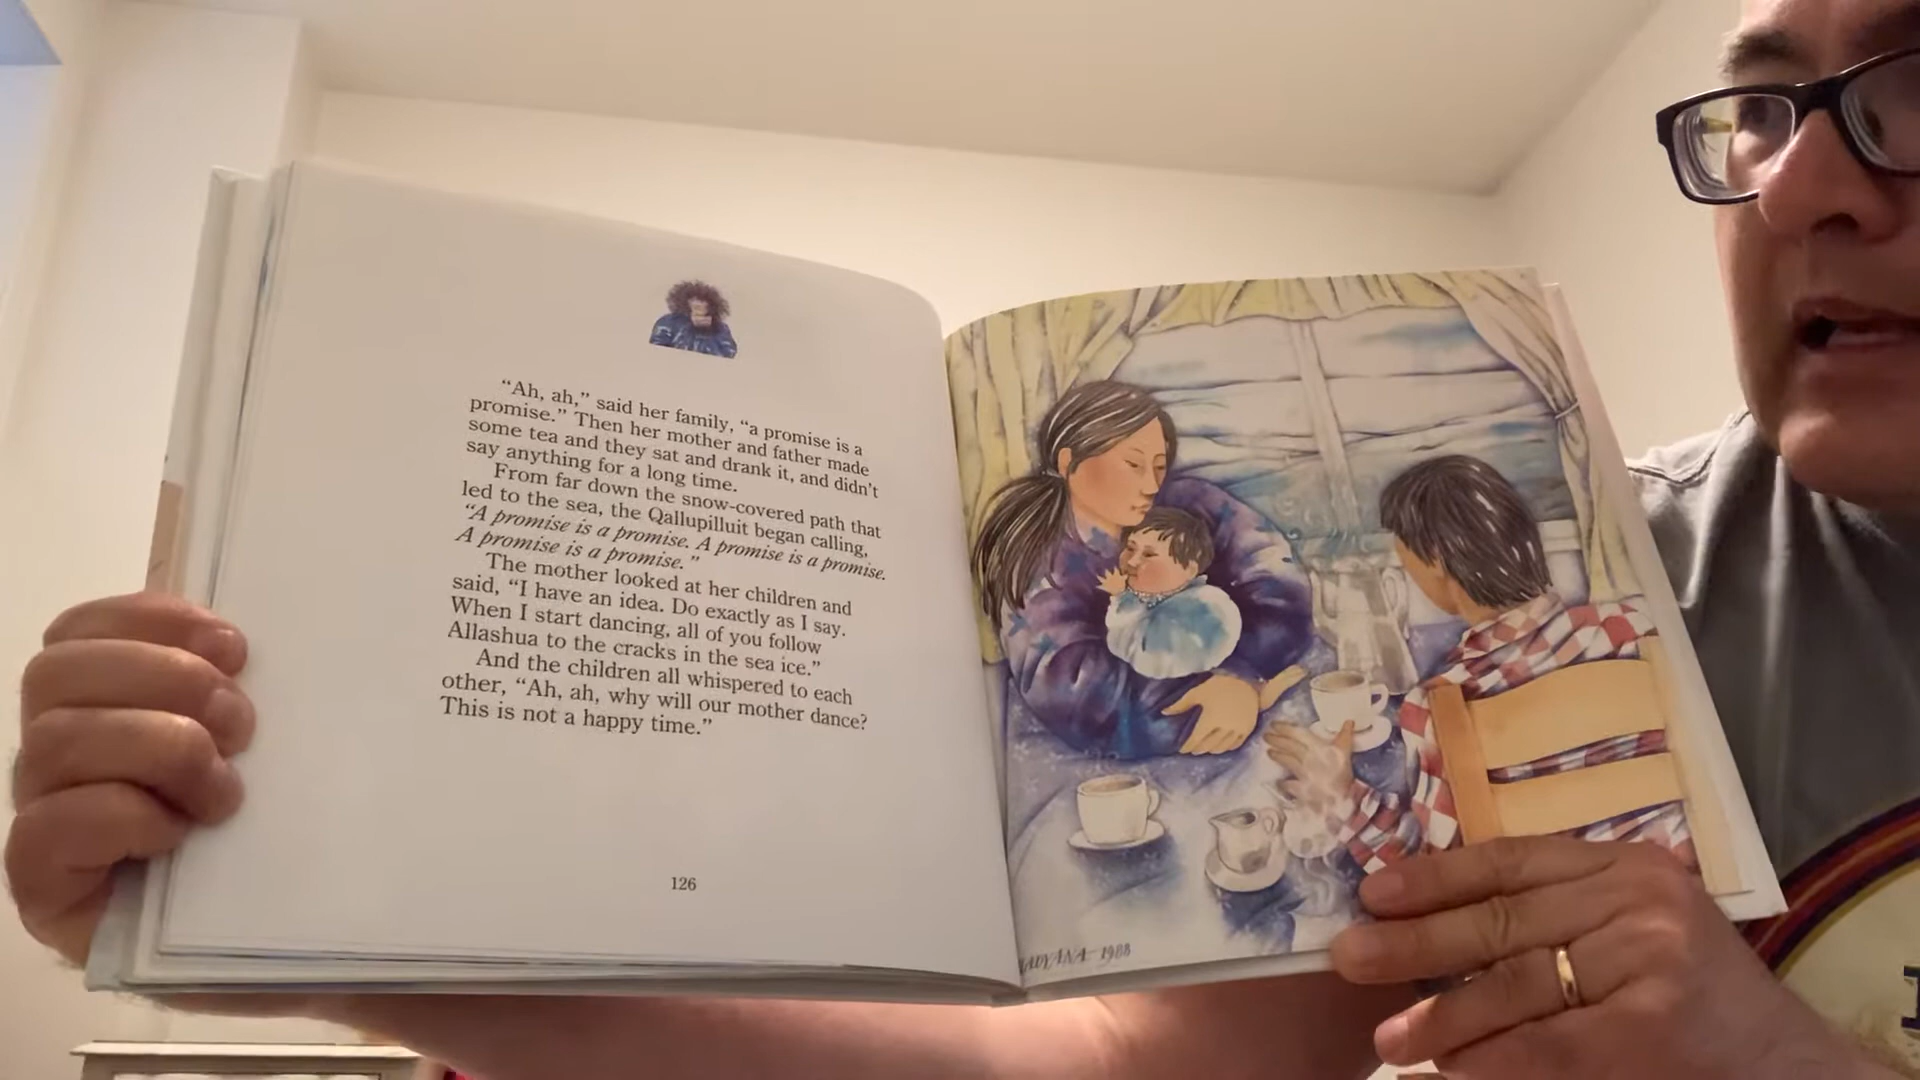 “Ah, ah,” said her family, “a promise is a
promise.” Then her mother and father made
some tea and they sat and drank it, and didn’t
say anything for a long time.
From far down the snow-covered path that
led to the sea, the Qallupilluit began calling,
“A promise is a promise. A promise is a promise.
A promise is a promise.”
The mother looked at her children and
said, “I have an idea. Do exactly as I say.
When I start dancing, all of you follow
Allashua to the cracks in the sea ice.”
And the children all whispered to each
other, “Ah, ah, why will our mother dance?
This is not a happy time.”
126
1988